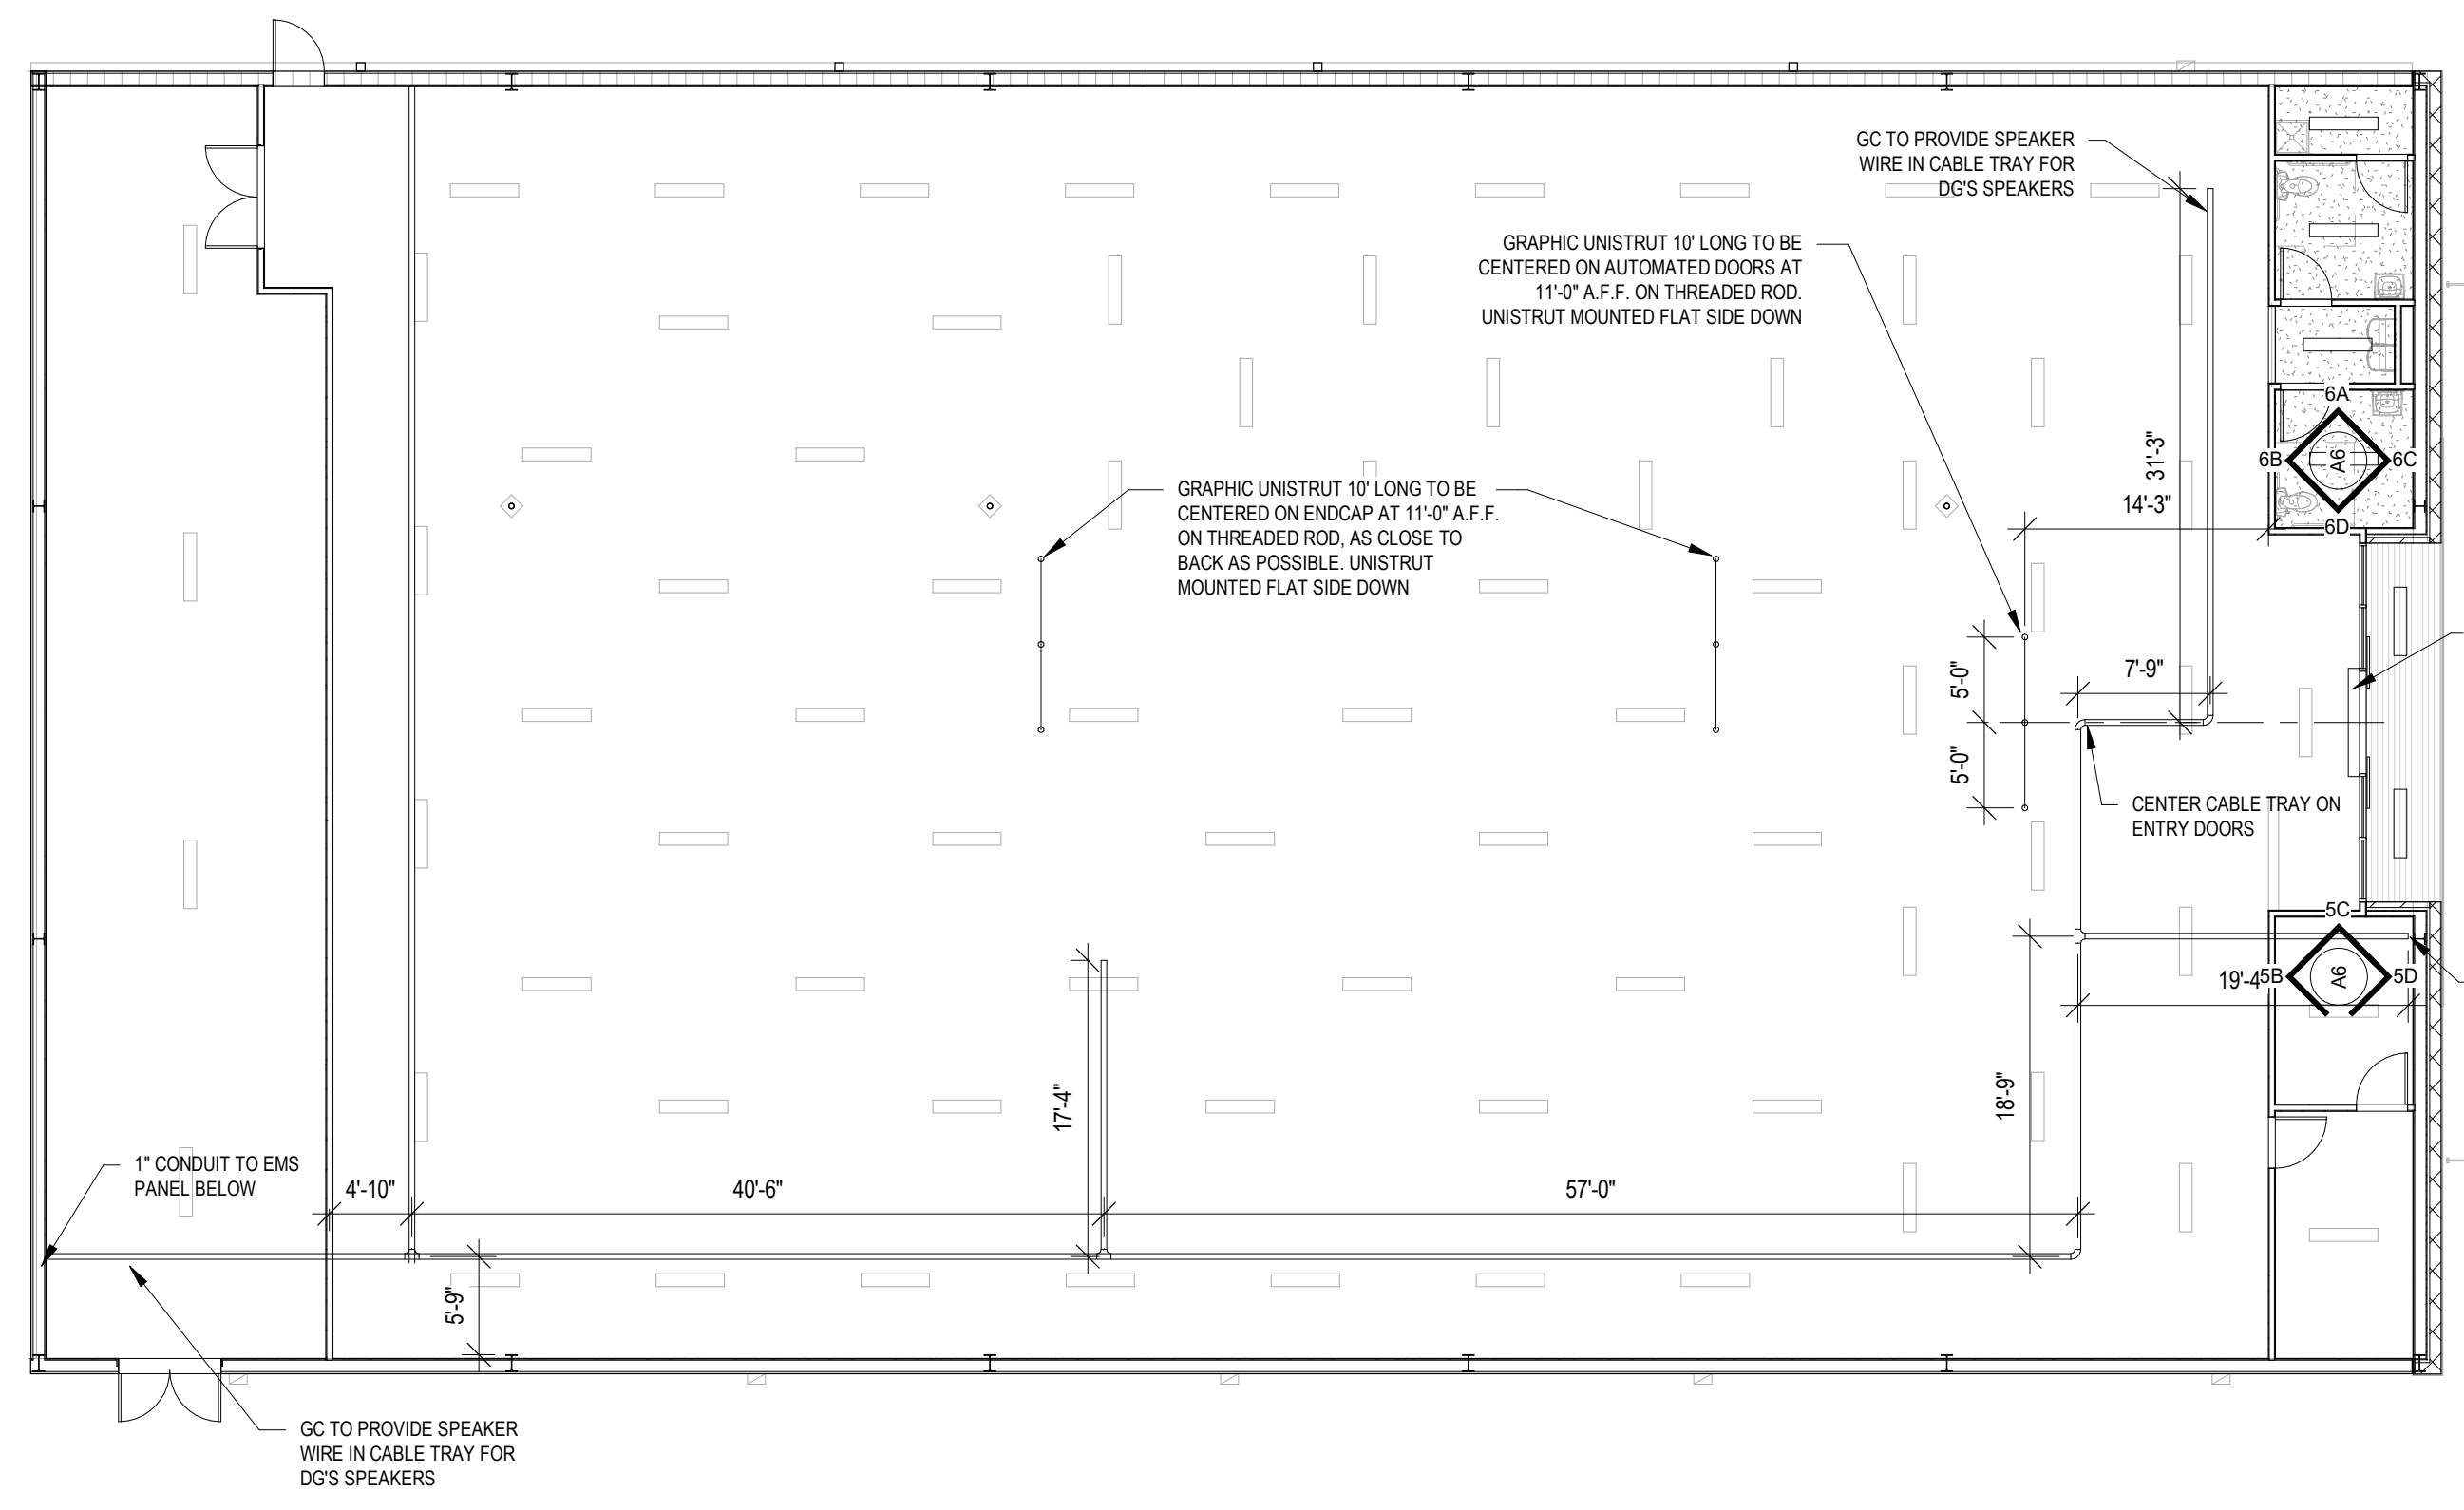 GC TO PROVIDE SPEAKER
WIRE IN CABLE TRAY FOR
DG'S SPEAKERS
GRAPHIC UNISTRUT 10' LONG TO BE
CENTERED ON AUTOMATED DOORS AT
11'-0" A.F.F. ON THREADED ROD.
UNISTRUT MOUNTED FLAT SIDE DOWN
6A
6B
A6
6C
6D
31'-3"
14'-3"
GRAPHIC UNISTRUT 10' LONG TO BE
CENTERED ON ENDCAP AT 11'-0" A.F.F.
ON THREADED ROD, AS CLOSE TO
BACK AS POSSIBLE. UNISTRUT
MOUNTED FLAT SIDE DOWN
5'-0"
7'-9"
5'-0"
CENTER CABLE TRAY ON
ENTRY DOORS
5C
5B
A6
5D
19'-4
17'-4"
18'-9"
1" CONDUIT TO EMS
PANEL BELOW
4'-10"
40'-6"
57'-0"
5'-9"
GC TO PROVIDE SPEAKER
WIRE IN CABLE TRAY FOR
DG'S SPEAKERS